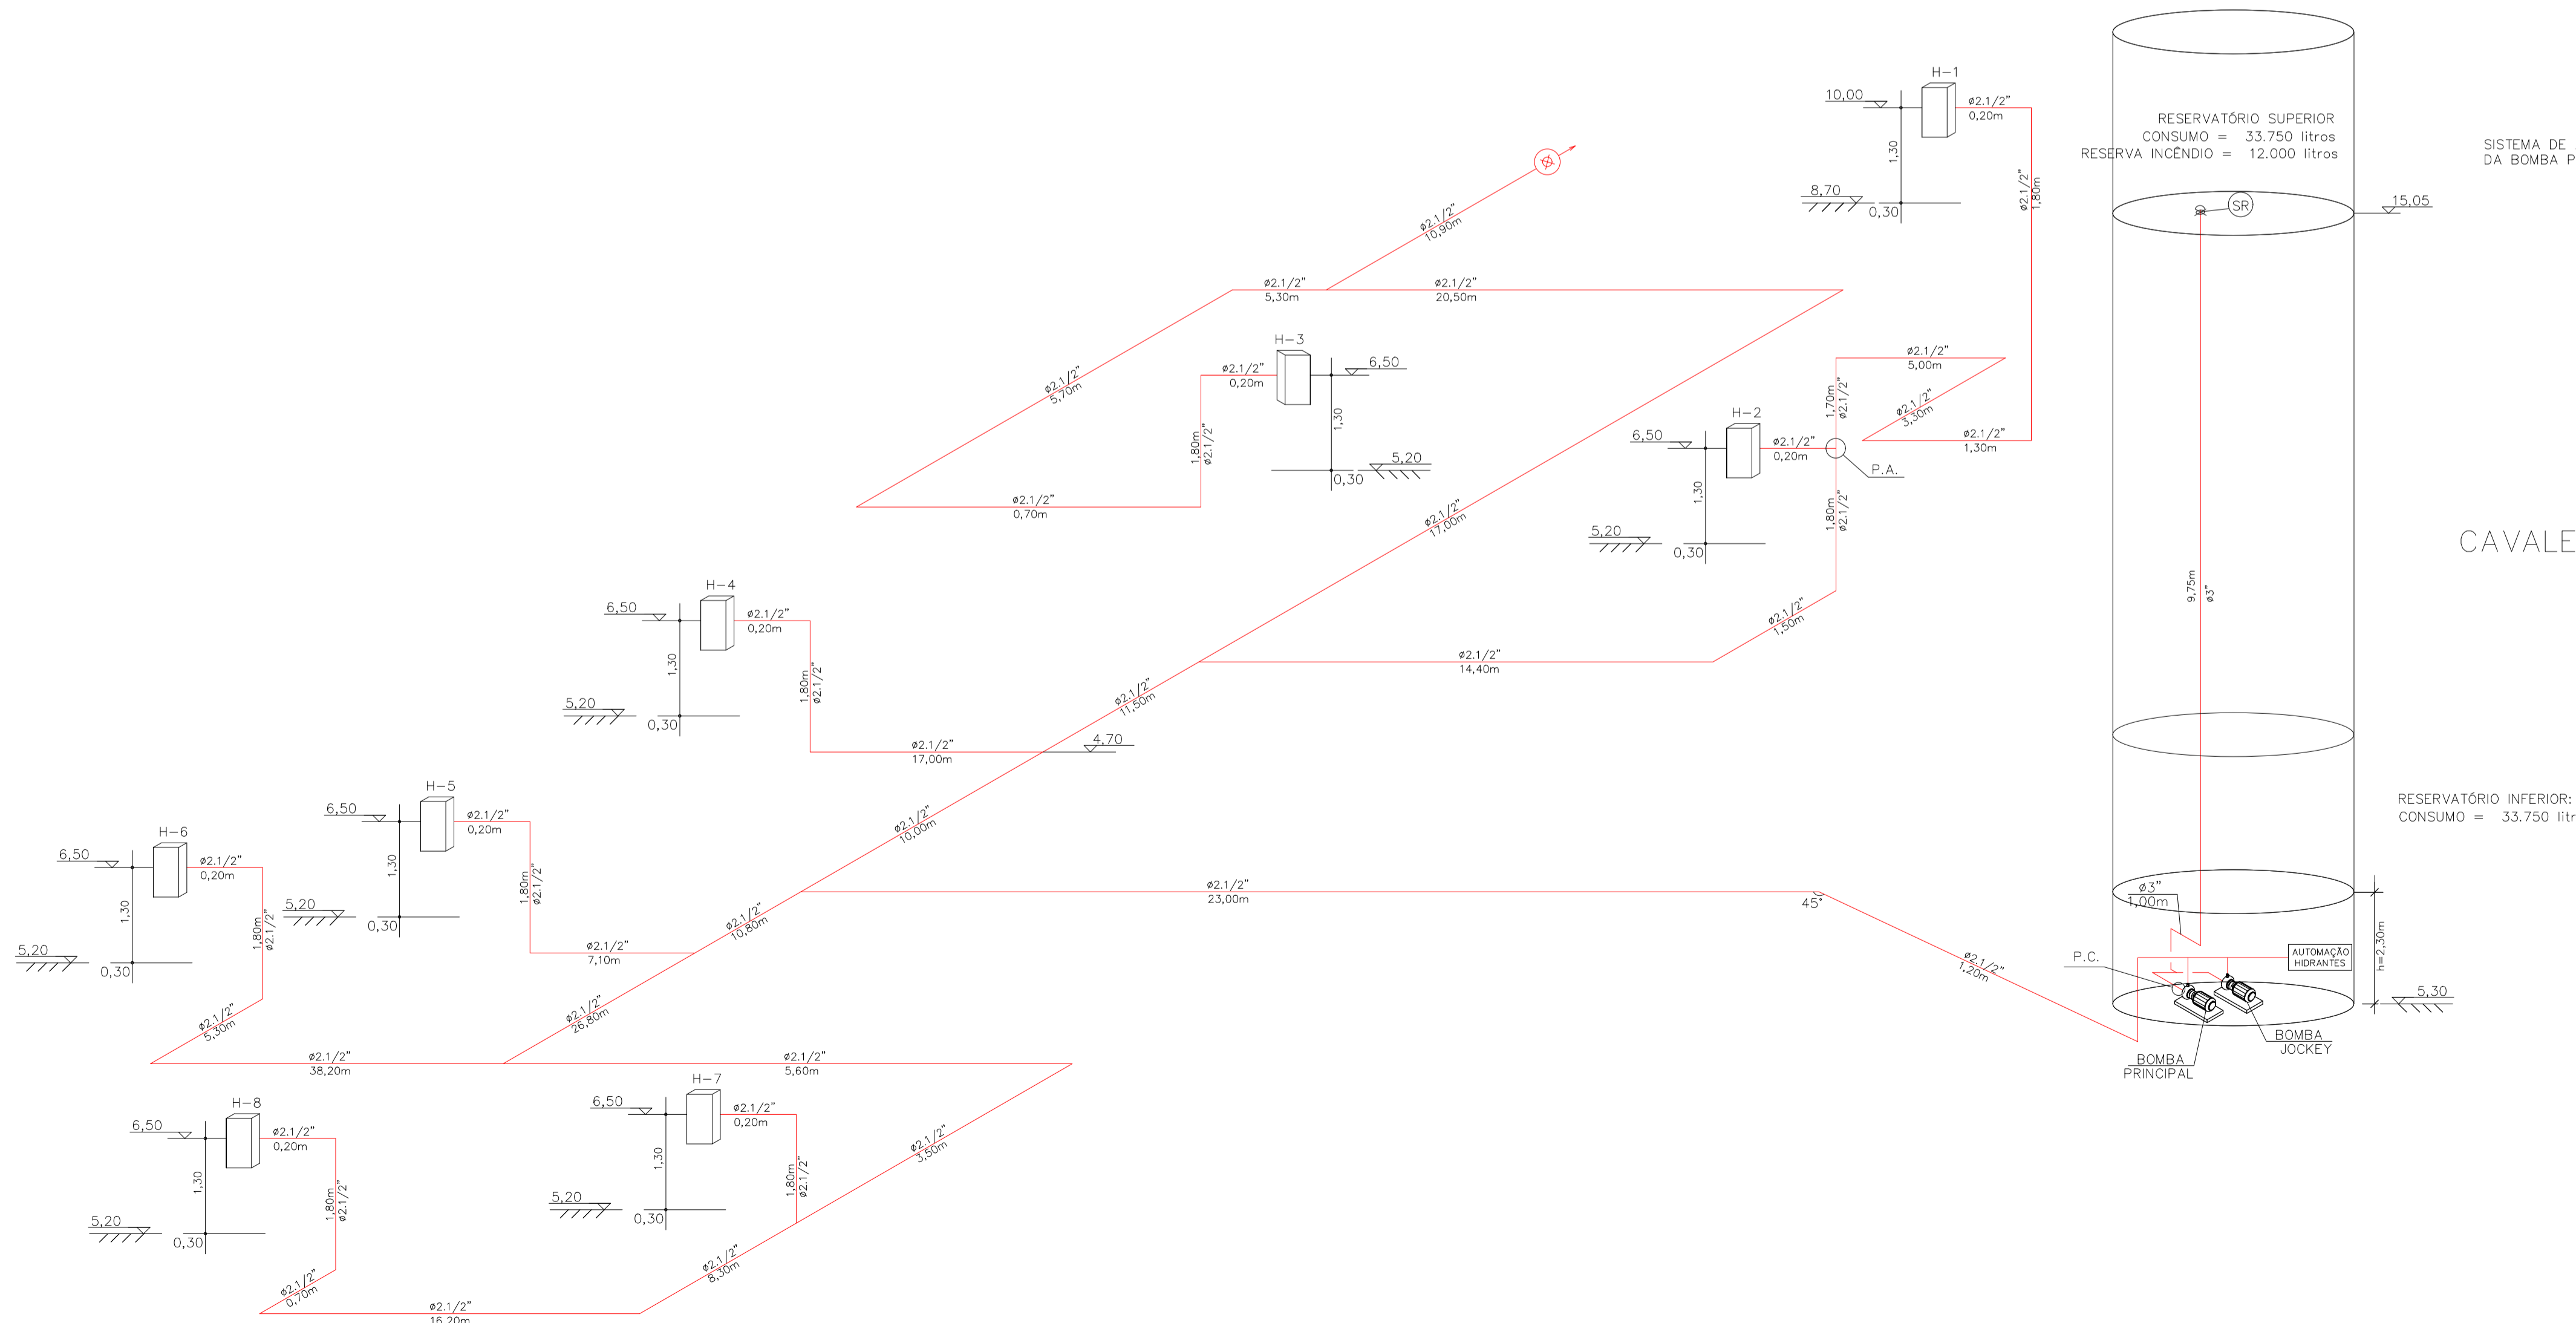 H-1
10,00
ø2.1/2"
0,20m
1,30
8,70
0,30
ø2.1/2"
1,80m
RESERVATÓRIO SUPERIOR
CONSUMO = 33.750 litros
RESERVA INCÊNDIO = 12.000 litros
SISTEMA DE
DA BOMBA P
SR
15,05
ø2.1/2"
10,90m
ø2.1/2"
5,30m
ø2.1/2"
20,50m
ø2.1/2"
5,70m
H-3
ø2.1/2"
0,20m
6,50
1,30
1,80m
ø2.1/2"
5,20
0,30
ø2.1/2"
0,70m
ø2.1/2"
5,00m
1,70m
ø2.1/2"
ø2.1/2"
3,30m
ø2.1/2"
1,30m
H-2
6,50
ø2.1/2"
0,20m
P.A.
1,30
1,80m
ø2.1/2"
5,20
0,30
ø2.1/2"
17,00m
CAVALE
9,75m
ø3"
H-4
6,50
ø2.1/2"
0,20m
1,30
1,80m
ø2.1/2"
5,20
0,30
ø2.1/2"
1,50m
ø2.1/2"
14,40m
ø2.1/2"
11,50m
4,70
ø2.1/2"
17,00m
H-5
6,50
ø2.1/2"
0,20m
1,30
1,80m
ø2.1/2"
5,20
0,30
ø2.1/2"
7,10m
ø2.1/2"
10,00m
H-6
6,50
ø2.1/2"
0,20m
1,30
1,80m
ø2.1/2"
5,20
0,30
ø2.1/2"
10,80m
ø2.1/2"
23,00m
45°
ø2.1/2"
1,20m
RESERVATÓRIO INFERIOR:
CONSUMO = 33.750 litr
ø3"
1,00m
P.C.
AUTOMAÇÃO
HIDRANTES
h=2,30m
5,30
BOMBA
JOCKEY
BOMBA
PRINCIPAL
ø2.1/2"
5,30m
ø2.1/2"
26,80m
ø2.1/2"
38,20m
ø2.1/2"
5,60m
H-7
6,50
ø2.1/2"
0,20m
1,30
1,80m
ø2.1/2"
5,20
0,30
ø2.1/2"
3,50m
H-8
6,50
ø2.1/2"
0,20m
1,30
1,80m
ø2.1/2"
5,20
0,30
ø2.1/2"
0,70m
ø2.1/2"
8,30m
ø2.1/2"
16,20m